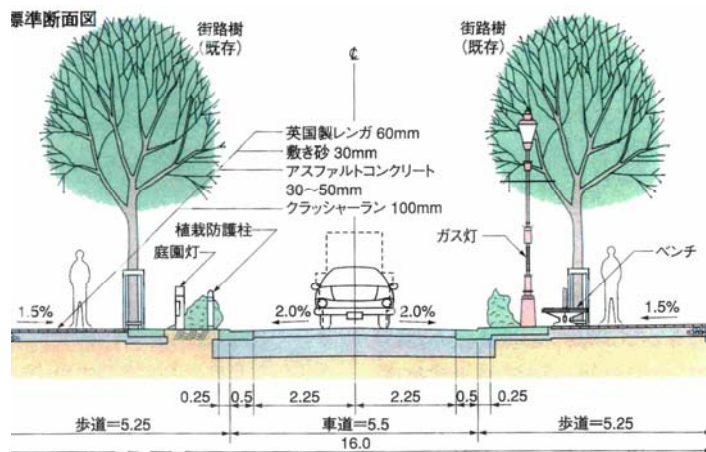 標準断面図
街路樹
(既存)
街路樹
(既存)
℄
英国製レンガ 60mm
敷き砂 30mm
アスファルトコンクリート
30〜50mm
クラッシャーラン 100mm
植栽防護柱
庭園灯
ガス灯
ベンチ
1.5%
2.0%
2.0%
1.5%
0.25
0.5
2.25
2.25
0.5
0.25
歩道=5.25
車道=5.5
歩道=5.25
16.0